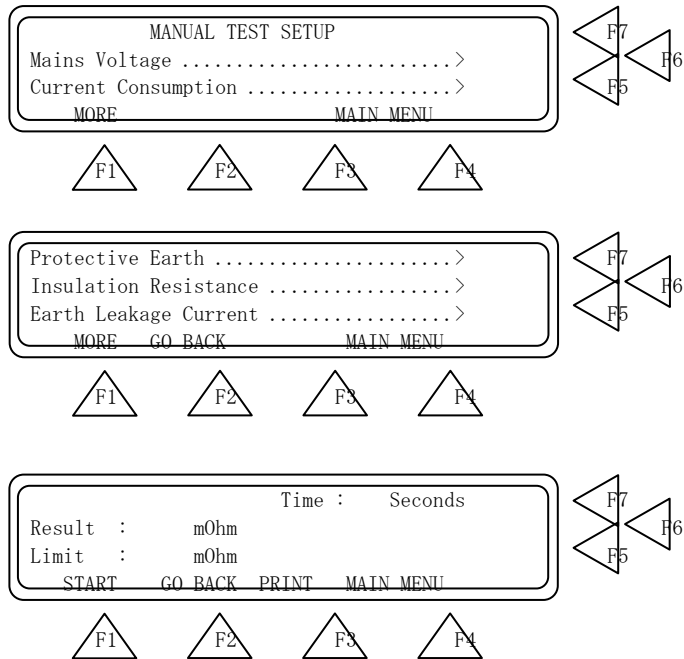 MANUAL TEST SETUP
Mains Voltage .........................>
Current Consumption ...................>
MORE MAIN MENU
F7
F6
F5
F1 F2 F3 F4
Protective Earth ......................>
Insulation Resistance .................>
Earth Leakage Current .................>
MORE GO BACK MAIN MENU
F7
F6
F5
F1 F2 F3 F4
Time : Seconds
Result : mOhm
Limit : mOhm
START GO BACK PRINT MAIN MENU
F7
F6
F5
F1 F2 F3 F4